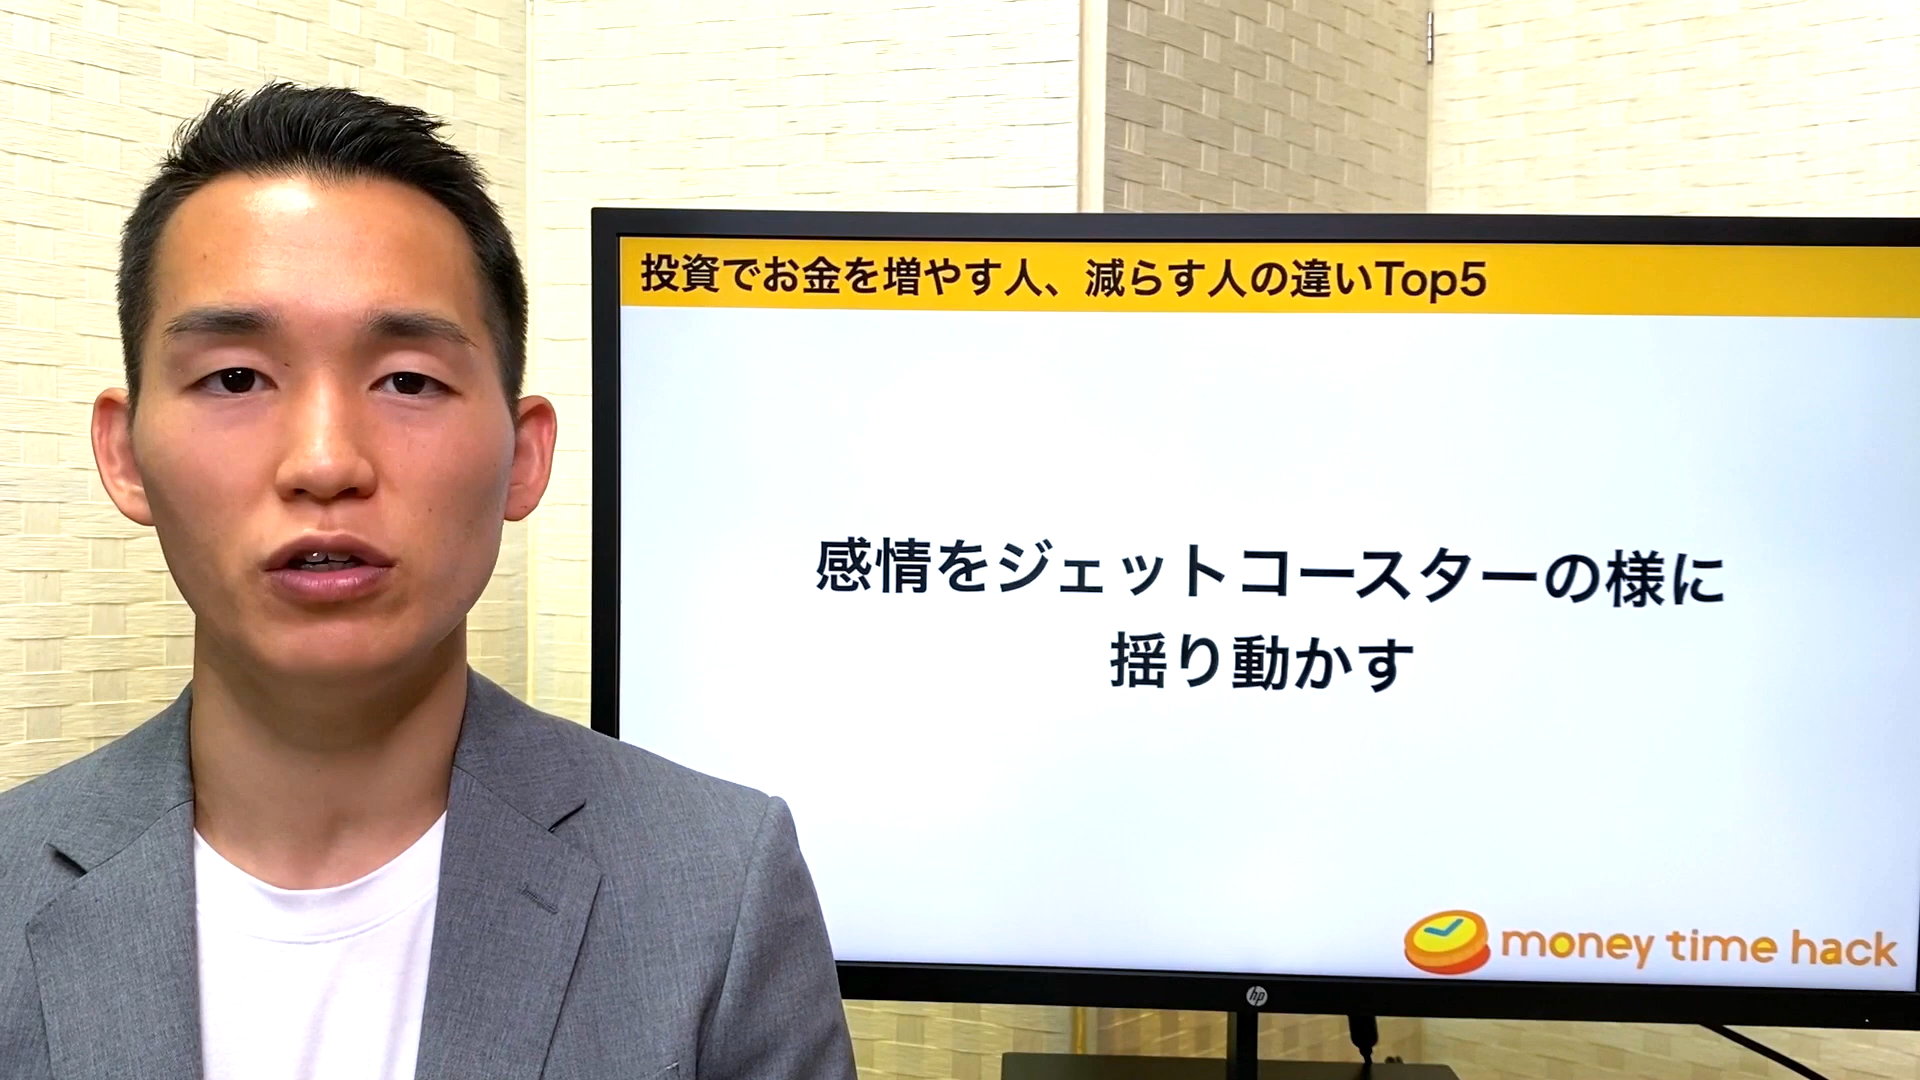 投資でお金を増やす人、減らす人の違いTop5
感情をジェットコースターの様に
揺り動かす
money time hack
hp